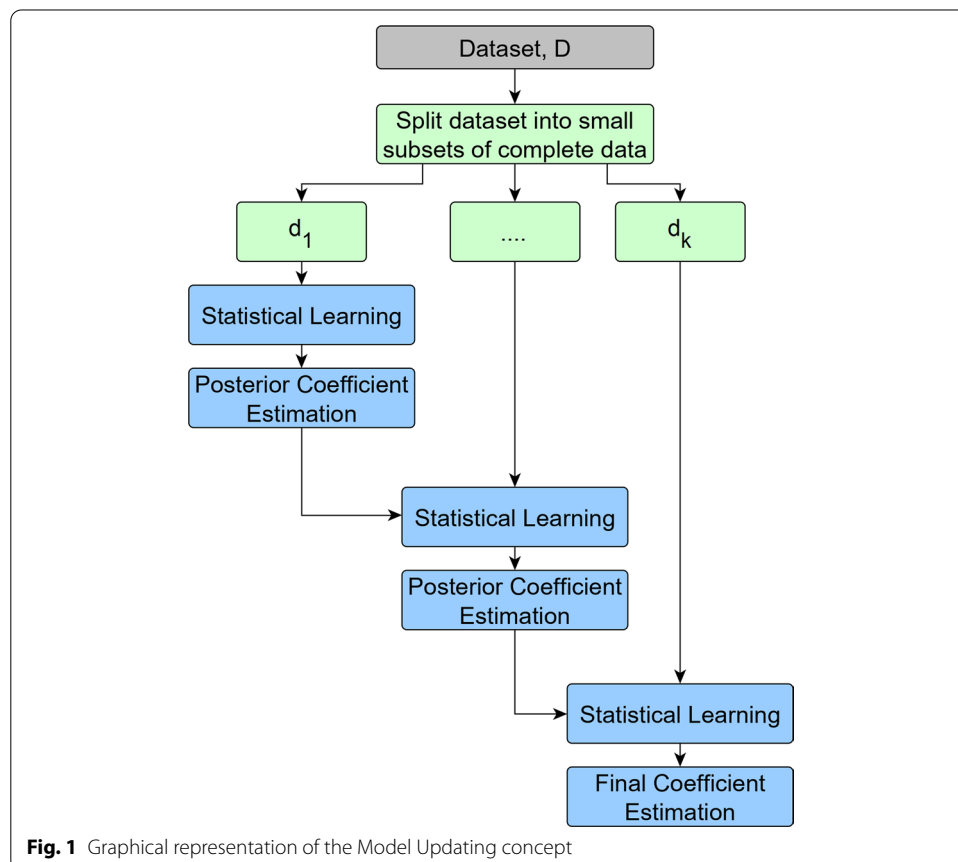 Dataset, D
Split dataset into small
subsets of complete data
d1
....
dk
Statistical Learning
Posterior Coefficient
Estimation
Statistical Learning
Posterior Coefficient
Estimation
Statistical Learning
Final Coefficient
Estimation
Fig. 1 Graphical representation of the Model Updating concept